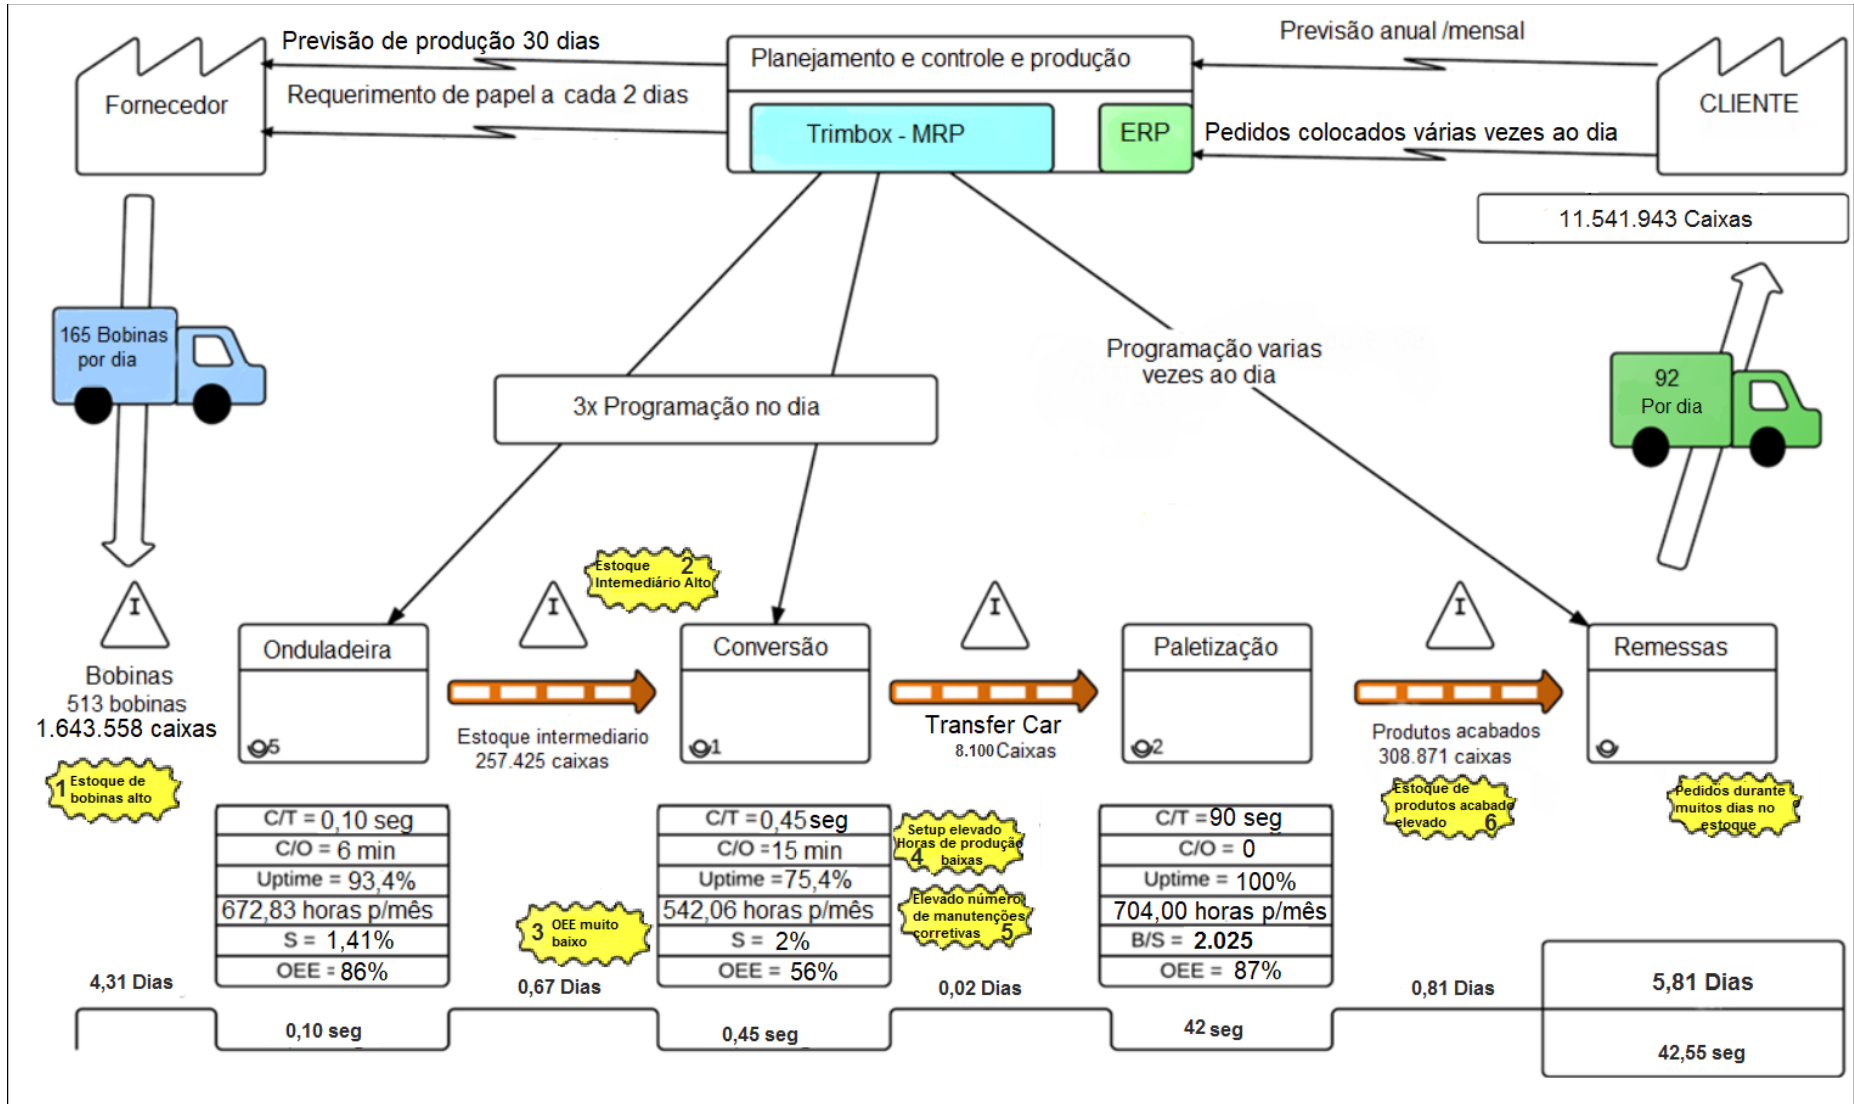 Previsão de produção 30 dias
Requerimento de papel a cada 2 dias
Fornecedor
Planejamento e controle e produção
Trimbox - MRP
ERP
Previsão anual /mensal
Pedidos colocados várias vezes ao dia
CLIENTE
11.541.943 Caixas
165 Bobinas
por dia
3x Programação no dia
Programação varias
vezes ao dia
92
Por dia
I
Bobinas
513 bobinas
1.643.558 caixas
1 Estoque de
bobinas alto
Onduladeira
5
I
Estoque 2
Intemediário Alto
Estoque intermediario
257.425 caixas
Conversão
1
I
Transfer Car
8.100 Caixas
Paletização
2
I
Produtos acabados
308.871 caixas
Estoque de
produtos acabado
elevado 6
Remessas
Pedidos durante
muitos dias no
estoque
C/T = 0,10 seg
C/O = 6 min
Uptime = 93,4%
672,83 horas p/mês
S = 1,41%
OEE = 86%
3 OEE muito
baixo
C/T = 0,45 seg
C/O = 15 min
Uptime = 75,4%
542,06 horas p/mês
S = 2%
OEE = 56%
Setup elevado
Horas de produção
4 baixas
Elevado número
de manutenções
corretivas 5
C/T = 90 seg
C/O = 0
Uptime = 100%
704,00 horas p/mês
B/S = 2.025
OEE = 87%
4,31 Dias
0,10 seg
0,67 Dias
0,45 seg
0,02 Dias
42 seg
0,81 Dias
5,81 Dias
42,55 seg